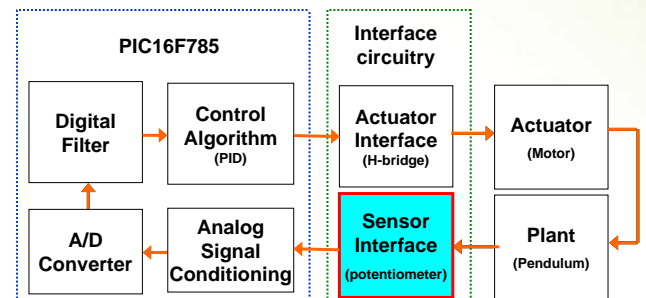 PIC16F785
Interface
circuitry
Digital
Filter
Control
Algorithm
(PID)
Actuator
Interface
(H-bridge)
Actuator
(Motor)
A/D
Converter
Analog
Signal
Conditioning
Sensor
Interface
(potentiometer)
Plant
(Pendulum)